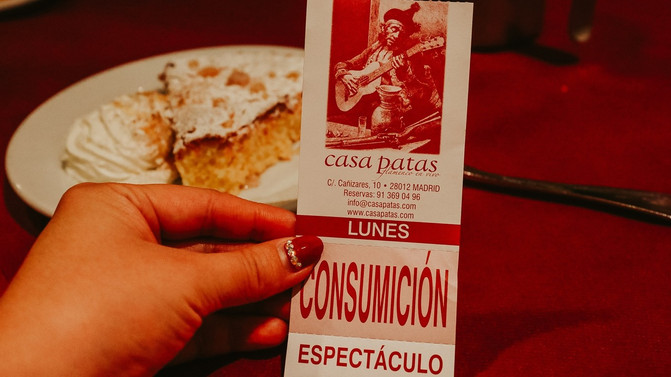 casa patas
flamenco en vivo
C/. Cañizares, 10 • 28012 MADRID
Reservas: 91 369 04 96
info@casapatas.com
www.casapatas.com
LUNES
CONSUMICIÓN
ESPECTÁCULO